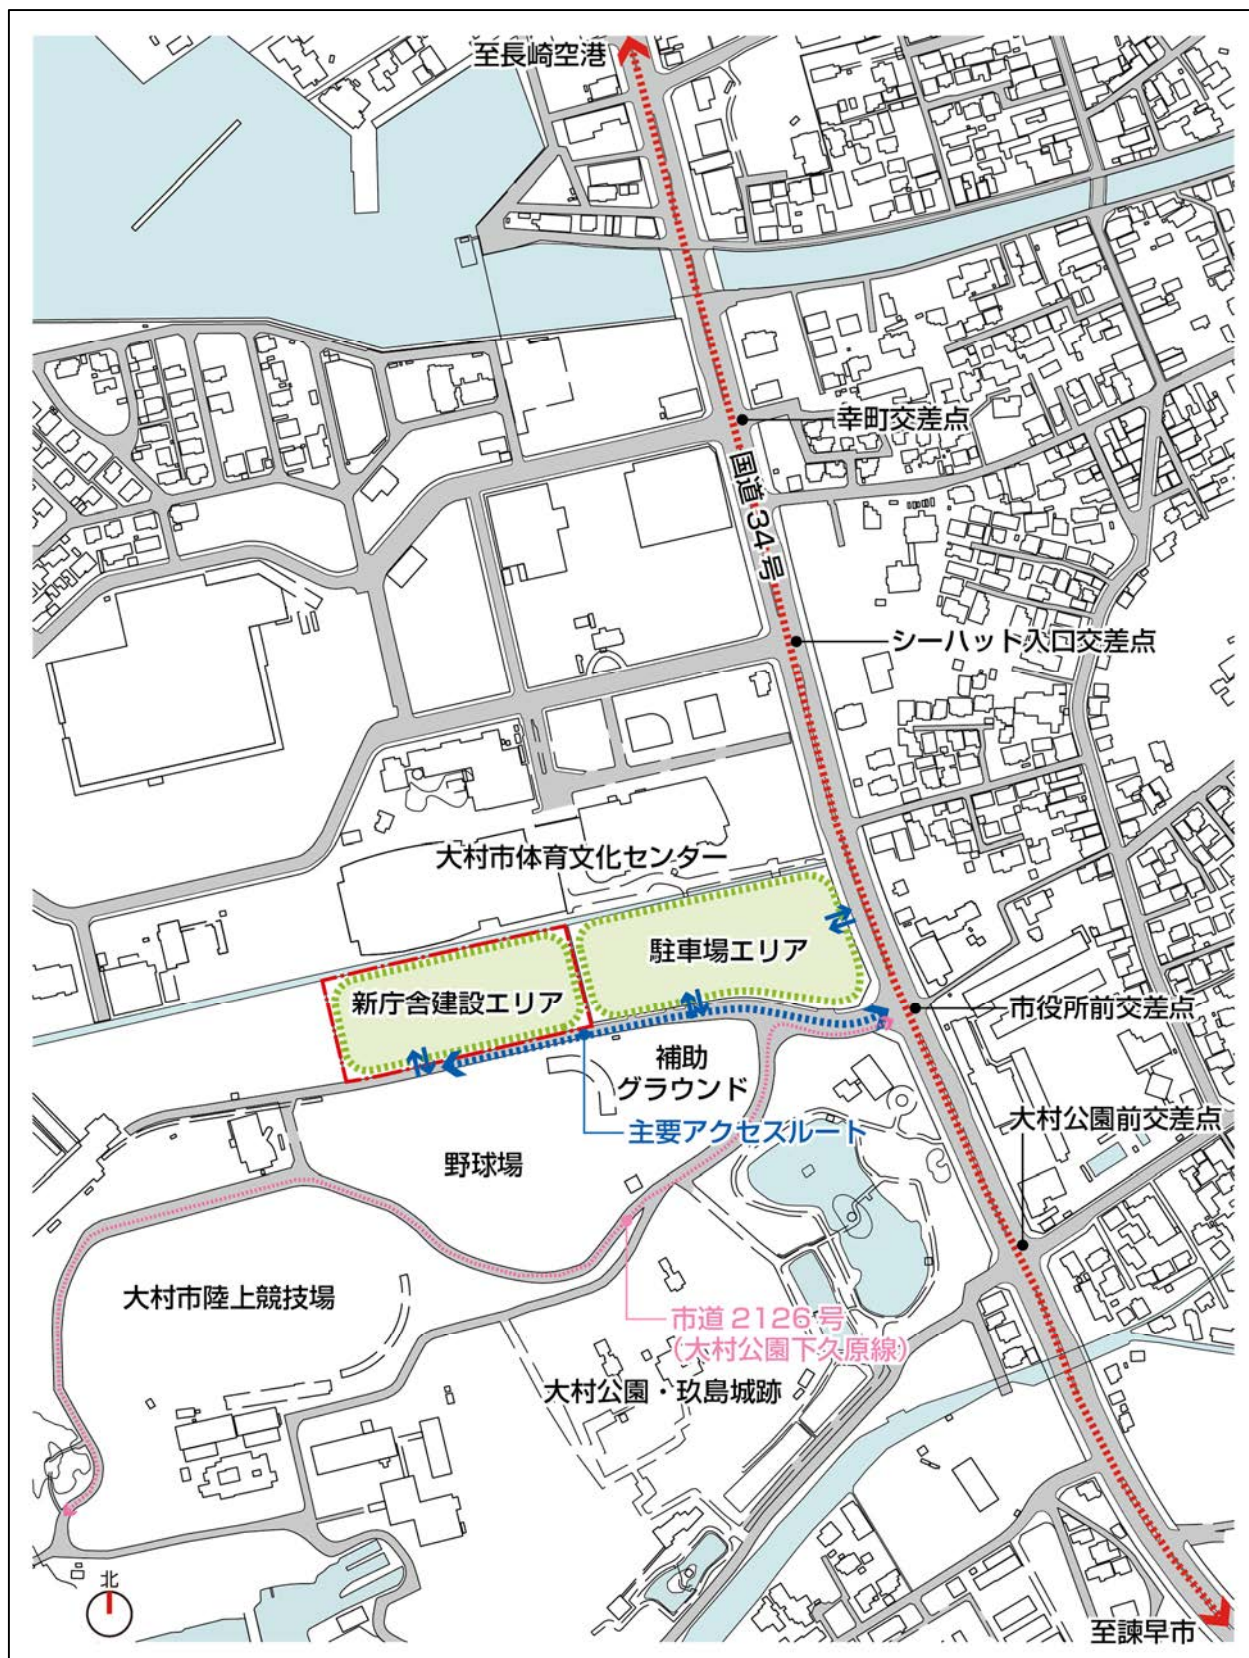 至長崎空港
幸町交差点
国道34号
シーハット入口交差点
大村市体育文化センター
駐車場エリア
新庁舎建設エリア
市役所前交差点
補助
グラウンド
主要アクセスルート
大村公園前交差点
野球場
大村市陸上競技場
市道2126号
(大村公園下久原線)
大村公園・玖島城跡
北
至諫早市